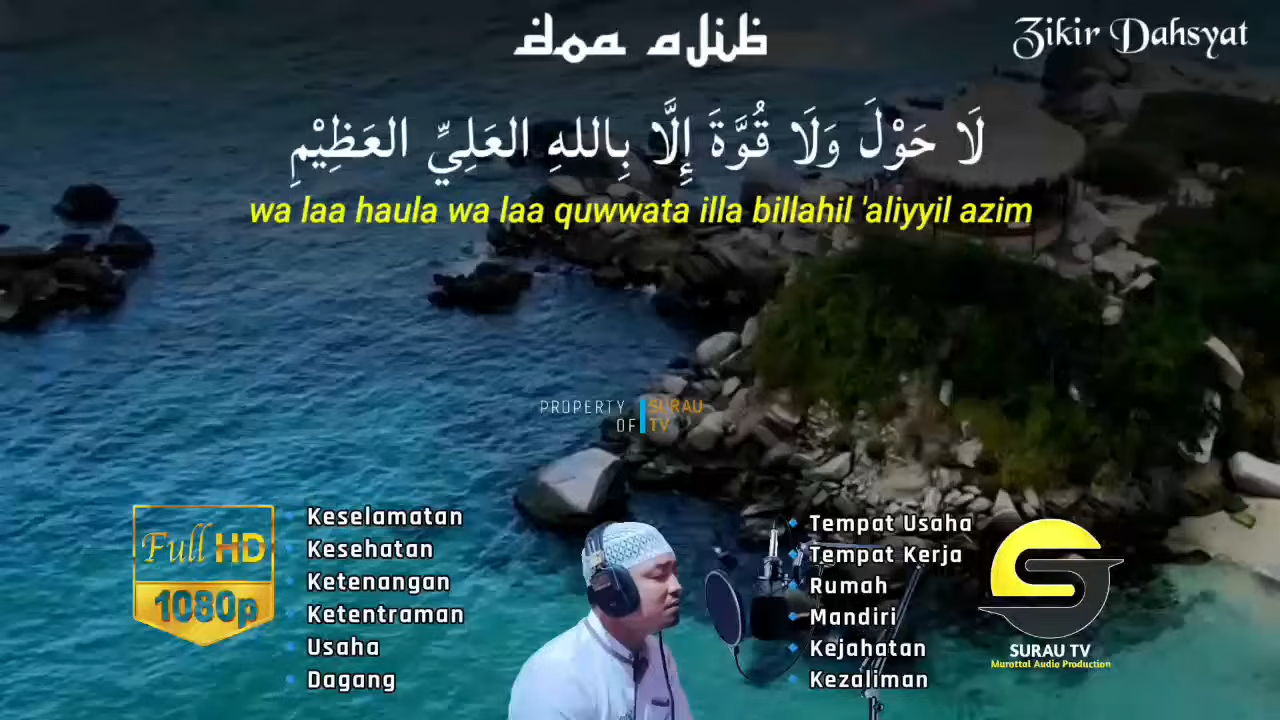 doa ajib
Zikir Dahsyat
لَا حَوْلَ وَلَا قُوَّةَ إِلَّا بِاللهِ العَلِيِّ العَظِيْمِ
wa laa haula wa laa quwwata illa billahil 'aliyyil azim
PROPERTY OF
SURAU TV
Full HD
1080p
Keselamatan
Kesehatan
Ketenangan
Ketentraman
Usaha
Dagang
Tempat Usaha
Tempat Kerja
Rumah
Mandiri
Kejahatan
Kezaliman
SURAU TV
Murottal Audio Production